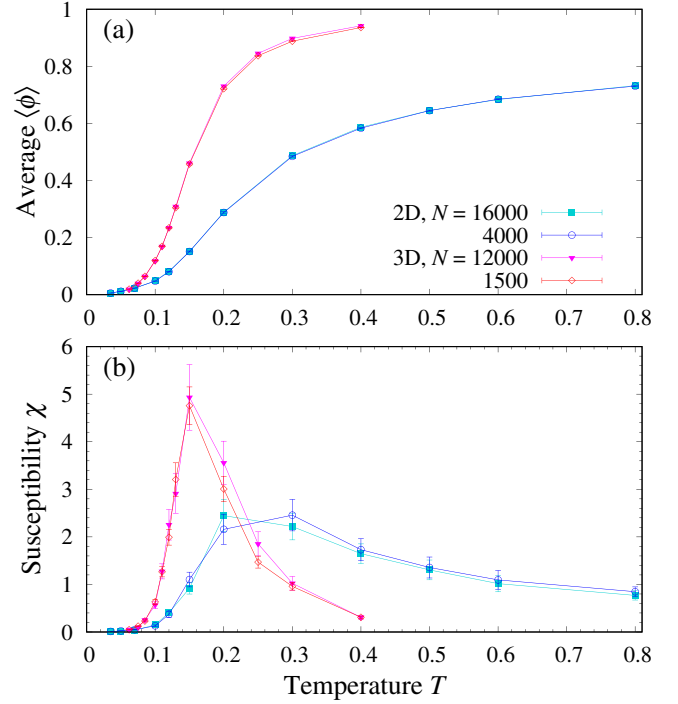 (a)
1
0.8
0.6
0.4
0.2
0
Average ⟨ϕ⟩
2D, N = 16000
4000
3D, N = 12000
1500
0 0.1 0.2 0.3 0.4 0.5 0.6 0.7 0.8
(b)
6
5
4
3
2
1
0
Susceptibility χ
0 0.1 0.2 0.3 0.4 0.5 0.6 0.7 0.8
Temperature T